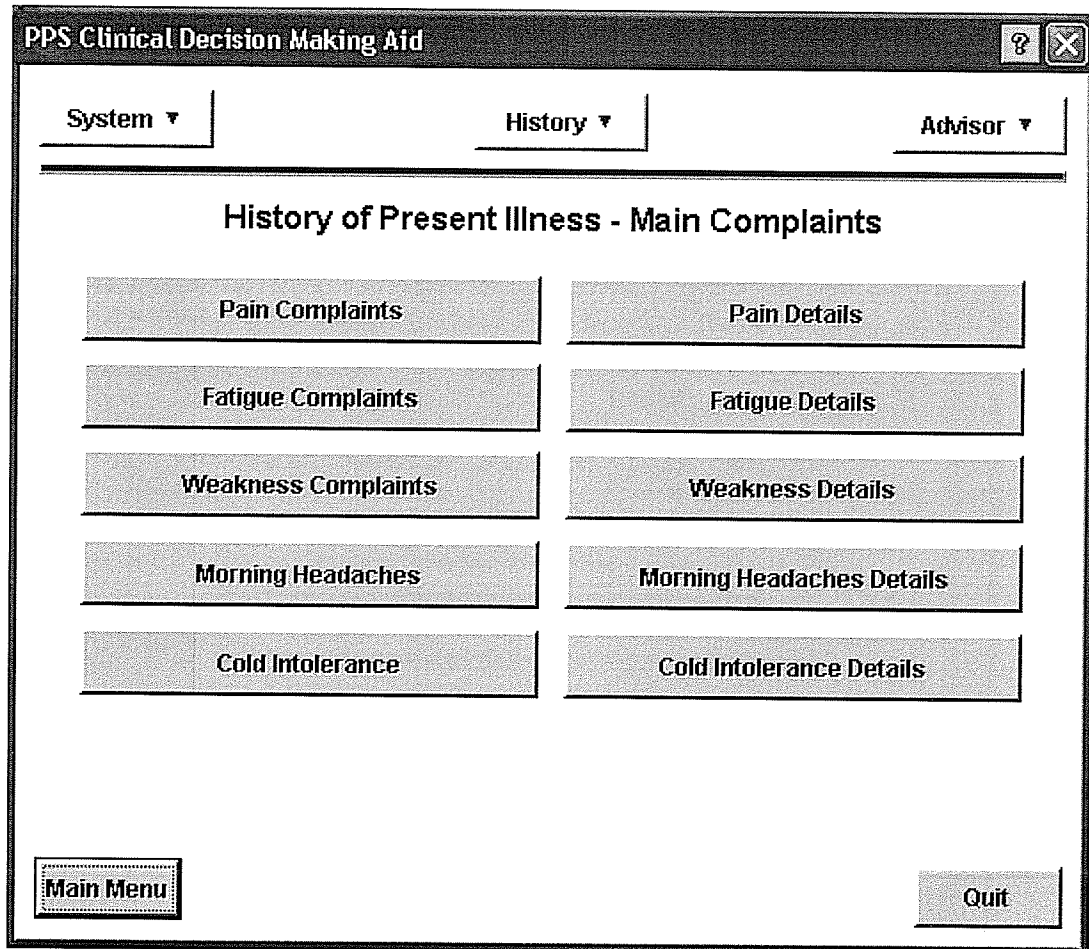 PPS Clinical Decision Making Aid
System ▼ History ▼ Advisor ▼
History of Present Illness - Main Complaints
Pain Complaints Pain Details
Fatigue Complaints Fatigue Details
Weakness Complaints Weakness Details
Morning Headaches Morning Headaches Details
Cold Intolerance Cold Intolerance Details
Main Menu Quit